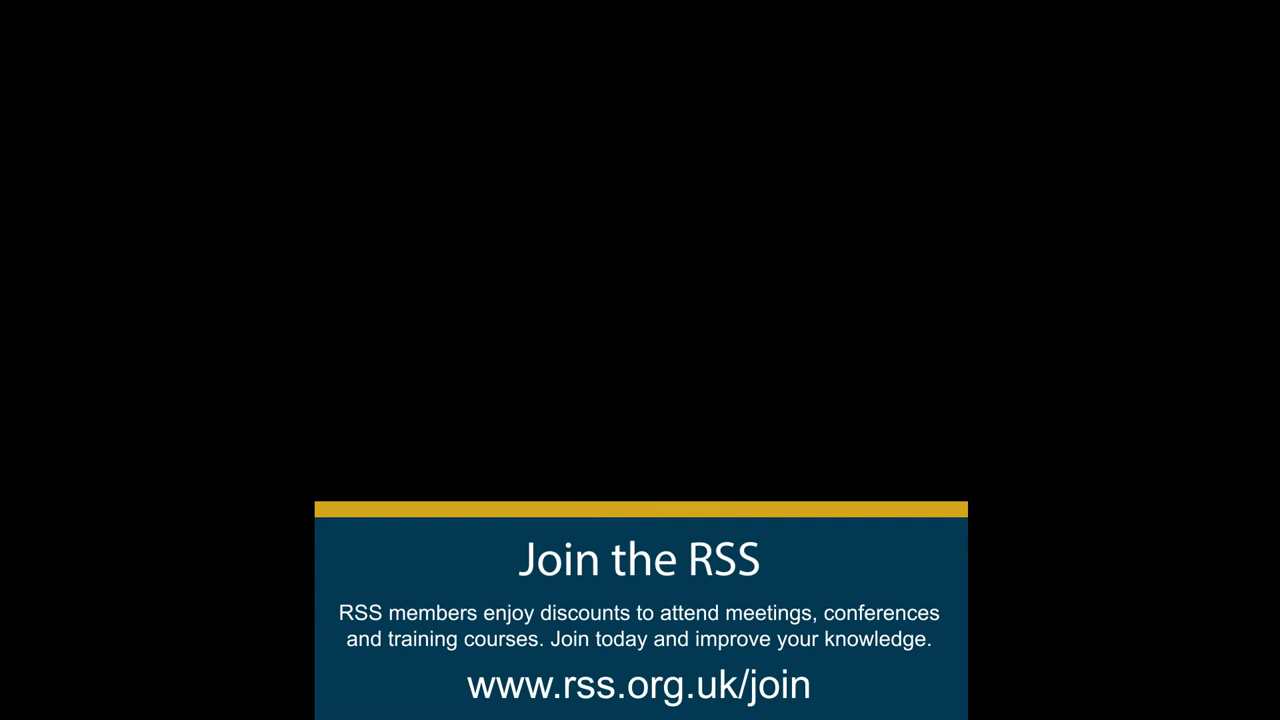 Join the RSS
RSS members enjoy discounts to attend meetings, conferences
and training courses. Join today and improve your knowledge.
www.rss.org.uk/join